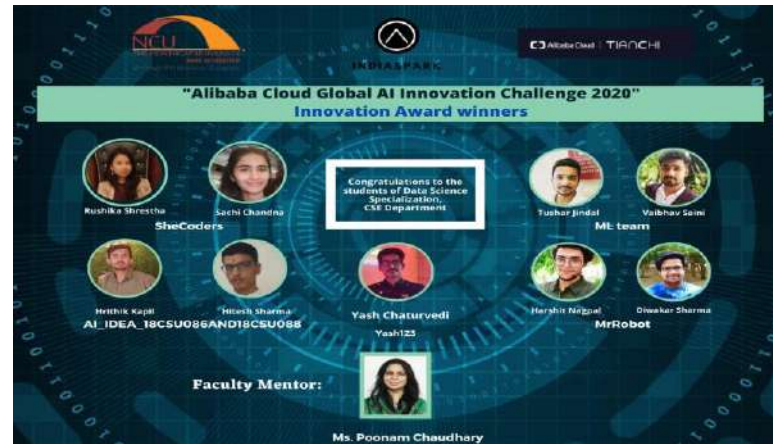 NCU
INDIASPARK
Alibaba Cloud | TIANCHI
"Alibaba Cloud Global AI Innovation Challenge 2020"
Innovation Award winners
Rushika Shrestha
Sachi Chandna
SheCoders
Congratulations to the
students of Data Science
Specialization,
CSE Department
Tushar Jindal
Vaibhav Saini
ML team
Hrithik Kapil
Hitesh Sharma
AI_IDEA_18CSU086AND18CSU088
Yash Chaturvedi
Yash123
Harshit Nagpal
Diwakar Sharma
MrRobot
Faculty Mentor:
Ms. Poonam Chaudhary